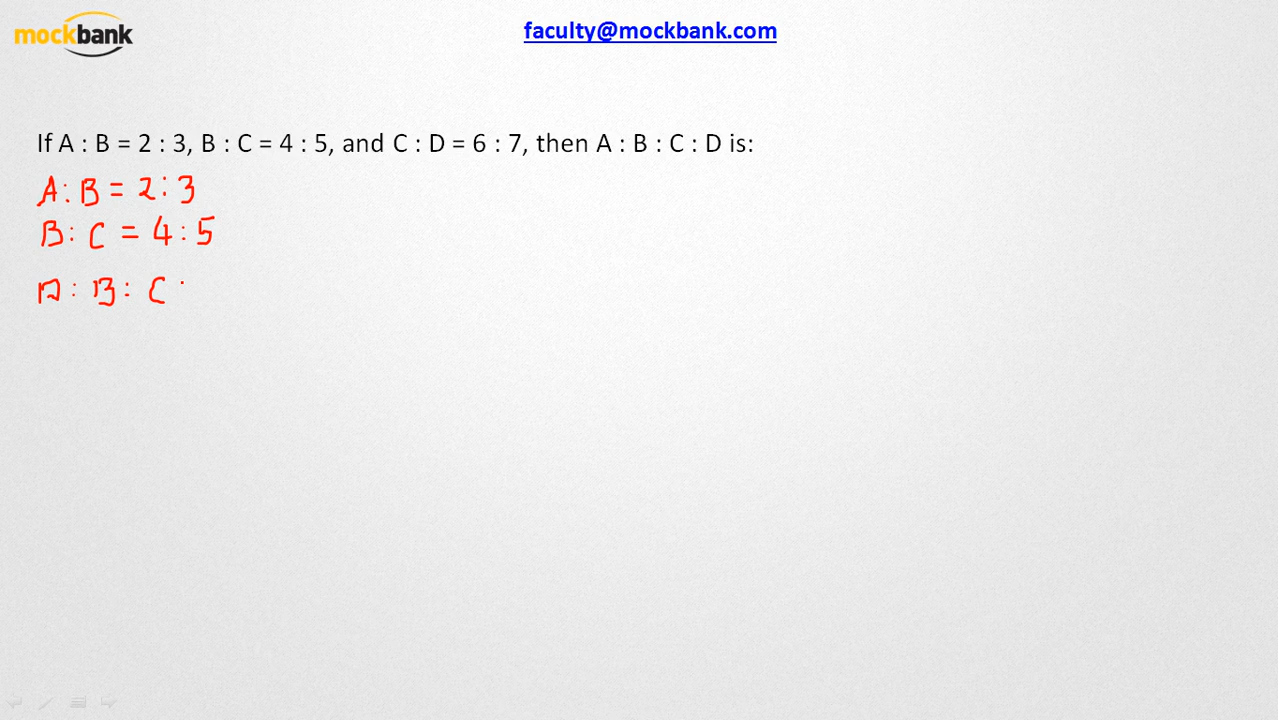 mockbank
faculty@mockbank.com
If A : B = 2 : 3, B : C = 4 : 5, and C : D = 6 : 7, then A : B : C : D is:
A : B = 2 : 3
B : C = 4 : 5
A : B : C